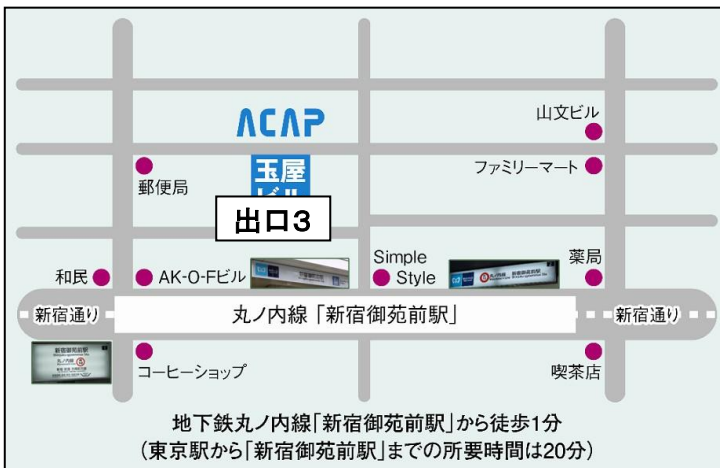 ACAP
山文ビル
玉屋
ファミリーマート
郵便局
出口3
Simple
Style
薬局
和民
AK-O-Fビル
新宿通り
丸ノ内線「新宿御苑前駅」
新宿通り
コーヒーショップ
喫茶店
地下鉄丸ノ内線「新宿御苑前駅」から徒歩1分
(東京駅から「新宿御苑前駅」までの所要時間は20分)